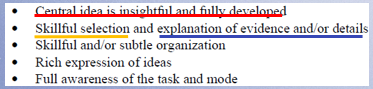 • Central idea is insightful and fully developed
• Skillful selection and explanation of evidence and/or details
• Skillful and/or subtle organization
• Rich expression of ideas
• Full awareness of the task and mode